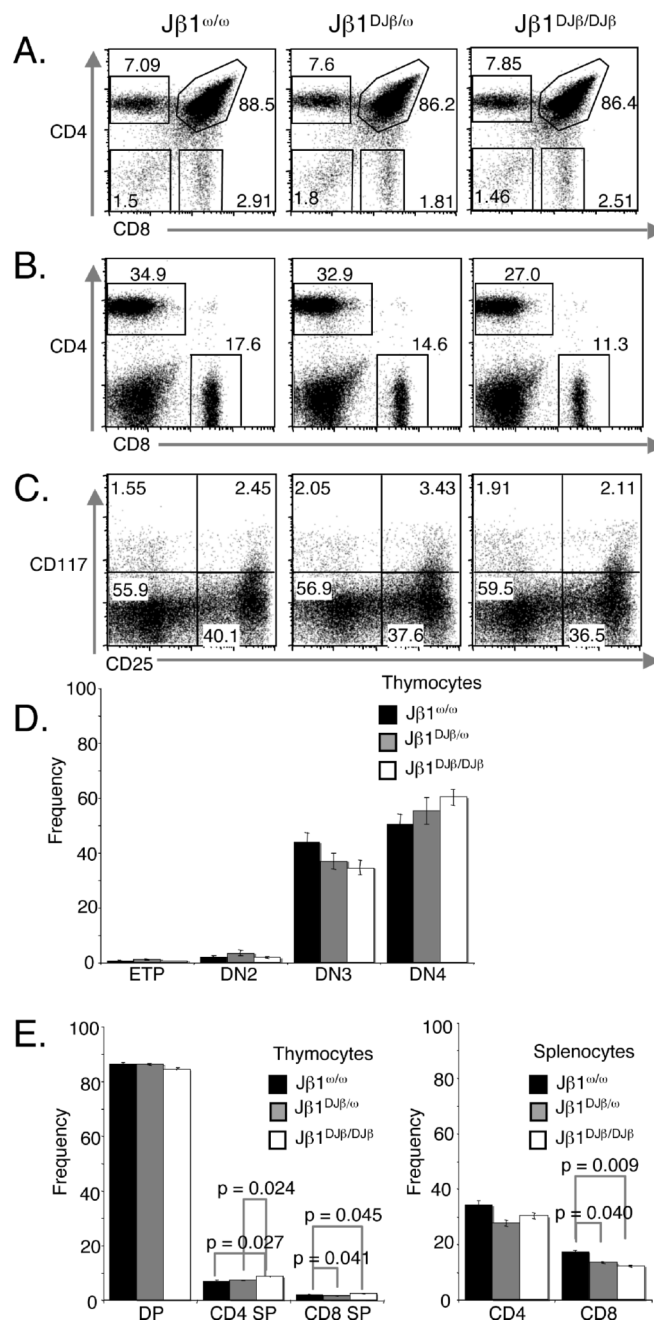 Jβ1ω/ω Jβ1DJβ/ω Jβ1DJβ/DJβ
A.
7.09 7.6 7.85
88.5 86.2 86.4
CD4
1.5 2.91 1.8 1.81 1.46 2.51
CD8
B.
34.9 32.9 27.0
CD4
17.6 14.6 11.3
CD8
C.
1.55 2.45 2.05 3.43 1.91 2.11
CD117
55.9 56.9 59.5
40.1 37.6 36.5
CD25
D.
Thymocytes
Jβ1ω/ω
Jβ1DJβ/ω
Jβ1DJβ/DJβ
Frequency
100
80
60
40
20
0
ETP DN2 DN3 DN4
E.
Thymocytes
Jβ1ω/ω
Jβ1DJβ/ω
Jβ1DJβ/DJβ
Frequency
100
80
60
40
20
0
p = 0.024
p = 0.027
p = 0.045
p = 0.041
DP CD4 SP CD8 SP
Splenocytes
Jβ1ω/ω
Jβ1DJβ/ω
Jβ1DJβ/DJβ
Frequency
100
80
60
40
20
0
p = 0.009
p = 0.040
CD4 CD8